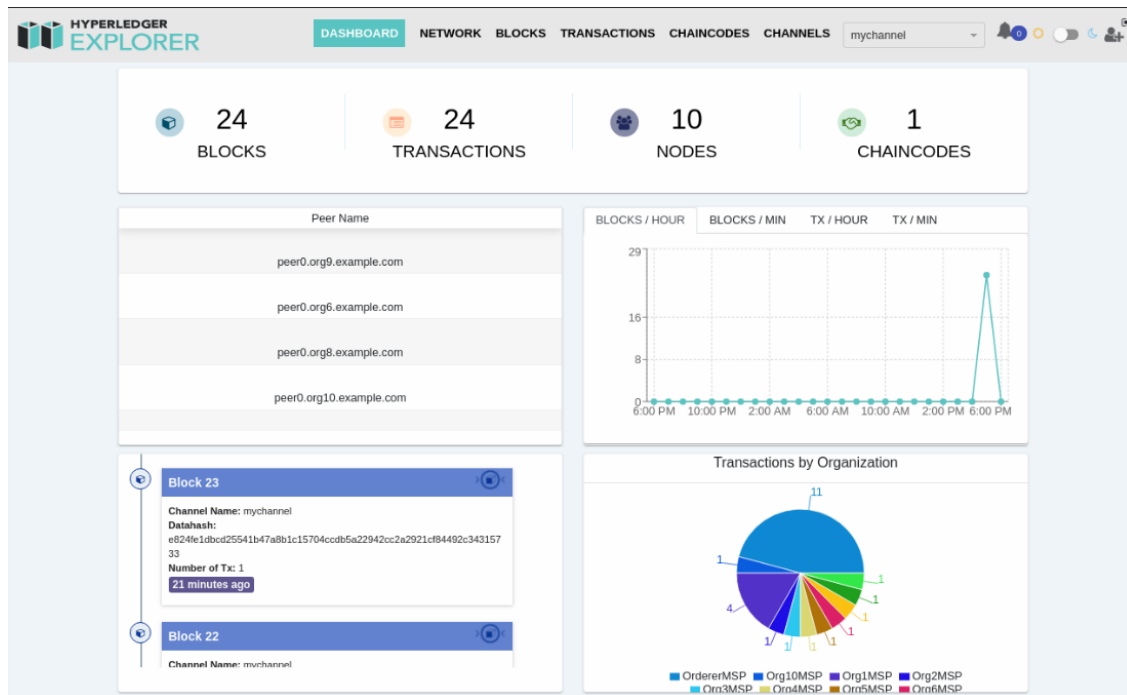 HYPERLEDGER
EXPLORER
DASHBOARD NETWORK BLOCKS TRANSACTIONS CHAINCODES CHANNELS mychannel 0
24 24 10 1
BLOCKS TRANSACTIONS NODES CHAINCODES
Peer Name
peer0.org9.example.com
peer0.org6.example.com
peer0.org8.example.com
peer0.org10.example.com
BLOCKS / HOUR BLOCKS / MIN TX / HOUR TX / MIN
29
16
8
0
6:00 PM 10:00 PM 2:00 AM 6:00 AM 10:00 AM 2:00 PM 6:00 PM
Block 23
Channel Name: mychannel
Datahash:
e824fe1dbcd25541b47a8b1c15704ccdb5a22942cc2a2921cf84492c343157
33
Number of Tx: 1
21 minutes ago
Block 22
Channel Name: mychannel
Transactions by Organization
11
1
4
1
1
1
1
1
1
1
1
OrdererMSP Org10MSP Org1MSP Org2MSP
Org3MSP Org4MSP Org5MSP Org6MSP